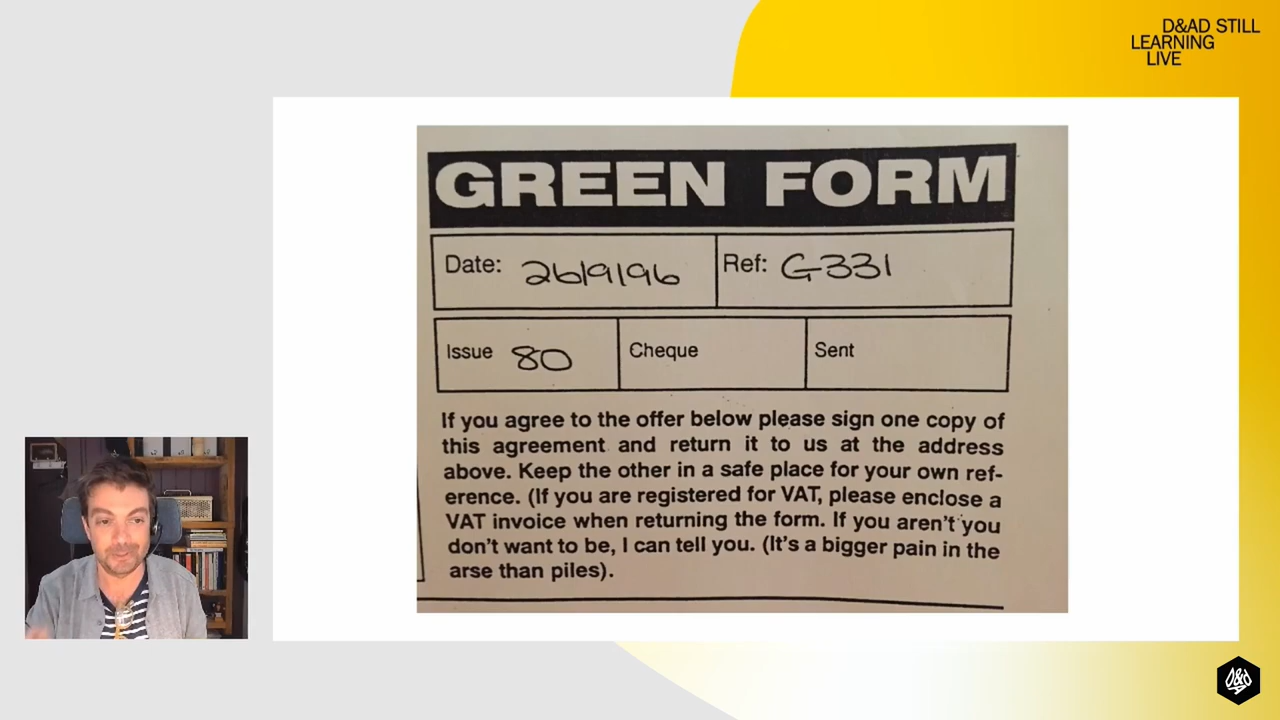 D&AD STILL
LEARNING
LIVE
GREEN FORM
Date: 26/9/96
Ref: G331
Issue 80
Cheque
Sent
If you agree to the offer below please sign one copy of
this agreement and return it to us at the address
above. Keep the other in a safe place for your own ref-
erence. (If you are registered for VAT, please enclose a
VAT invoice when returning the form. If you aren't you
don't want to be, I can tell you. (It's a bigger pain in the
arse than piles).
D&AD